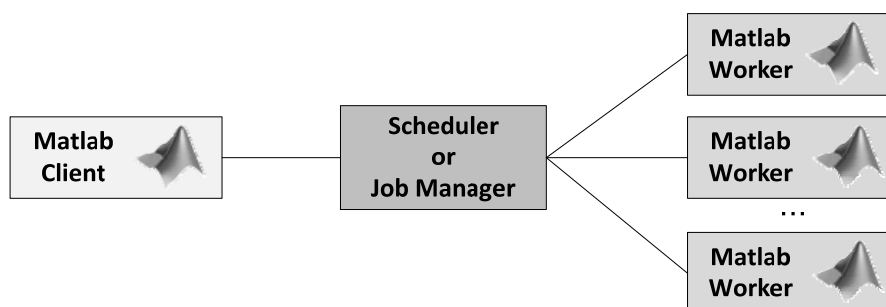 Matlab
Client
Scheduler
or
Job Manager
Matlab
Worker
Matlab
Worker
...
Matlab
Worker